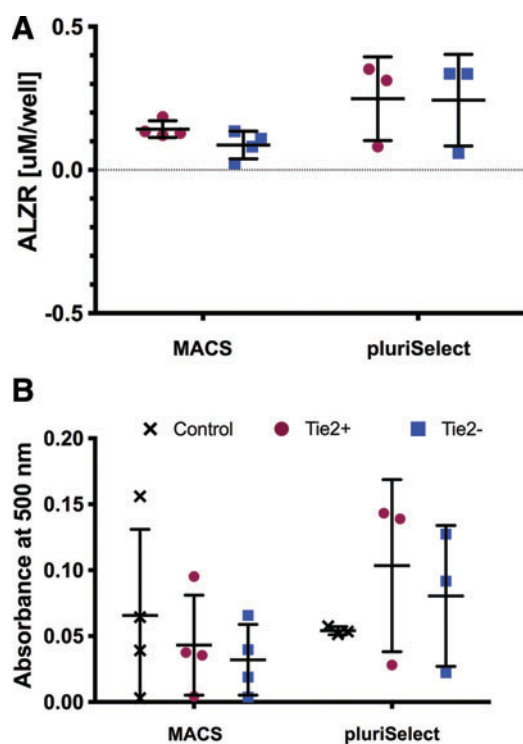 A
ALZR [uM/well]
0.5
0.0
-0.5
MACS pluriSelect
B
Control Tie2+ Tie2-
Absorbance at 500 nm
0.20
0.15
0.10
0.05
0.00
MACS pluriSelect